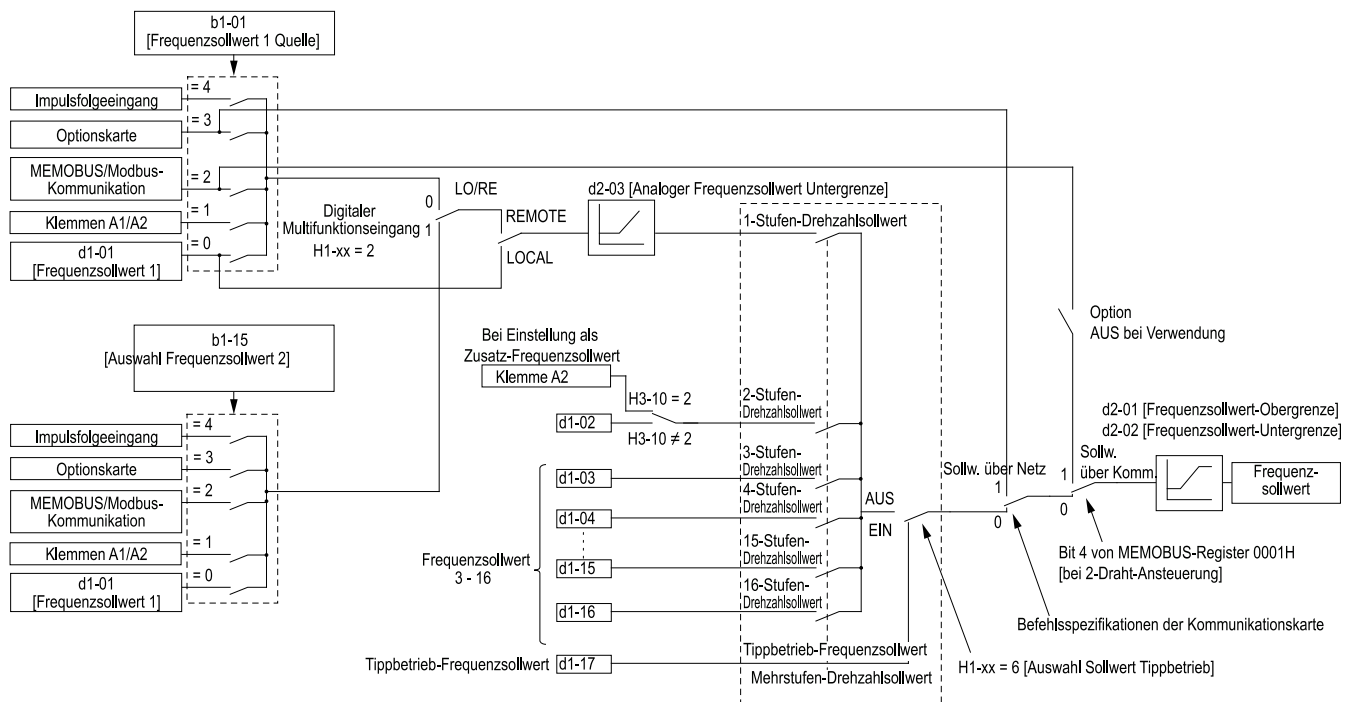 b1-01
[Frequenzsollwert 1 Quelle]
Impulsfolgeeingang
= 4
Optionskarte
= 3
MEMOBUS/Modbus-
Kommunikation
= 2
Klemmen A1/A2
= 1
d1-01
[Frequenzsollwert 1]
= 0
Digitaler
Multifunktionseingang
H1-xx = 2
0
1
LO/RE
REMOTE
LOCAL
d2-03 [Analoger Frequenzsollwert Untergrenze]
1-Stufen-Drehzahlsollwert
b1-15
[Auswahl Frequenzsollwert 2]
Impulsfolgeeingang
= 4
Optionskarte
= 3
MEMOBUS/Modbus-
Kommunikation
= 2
Klemmen A1/A2
= 1
d1-01
[Frequenzsollwert 1]
= 0
Bei Einstellung als
Zusatz-Frequenzsollwert
Klemme A2
H3-10 = 2
d1-02
H3-10 ≠ 2
2-Stufen-
Drehzahlsollwert
d1-03
3-Stufen-
Drehzahlsollwert
d1-04
4-Stufen-
Drehzahlsollwert
Frequenzsollwert
3 - 16
d1-15
15-Stufen-
Drehzahlsollwert
d1-16
16-Stufen-
Drehzahlsollwert
Tippbetrieb-Frequenzsollwert
d1-17
Tippbetrieb-Frequenzsollwert
Mehrstufen-Drehzahlsollwert
AUS
EIN
H1-xx = 6 [Auswahl Sollwert Tippbetrieb]
Sollw. über Netz
1
0
Befehlsspezifikationen der Kommunikationskarte
Option
AUS bei Verwendung
Sollw.
über Komm.
1
0
Bit 4 von MEMOBUS-Register 0001H
[bei 2-Draht-Ansteuerung]
d2-01 [Frequenzsollwert-Obergrenze]
d2-02 [Frequenzsollwert-Untergrenze]
Frequenz-
sollwert